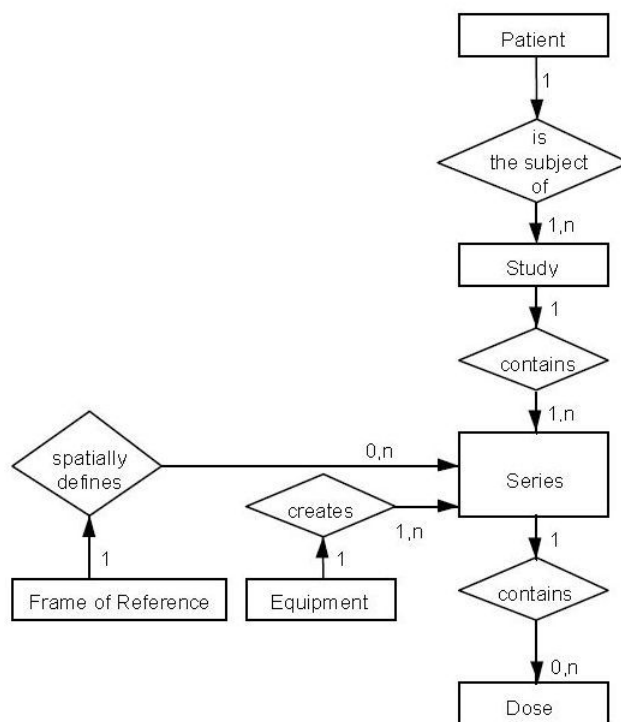 Patient
1
is
the subject
of
1,n
Study
1
contains
1,n
spatially
defines
0,n
Series
creates
1,n
1
1
1
Frame of Reference
Equipment
contains
0,n
Dose